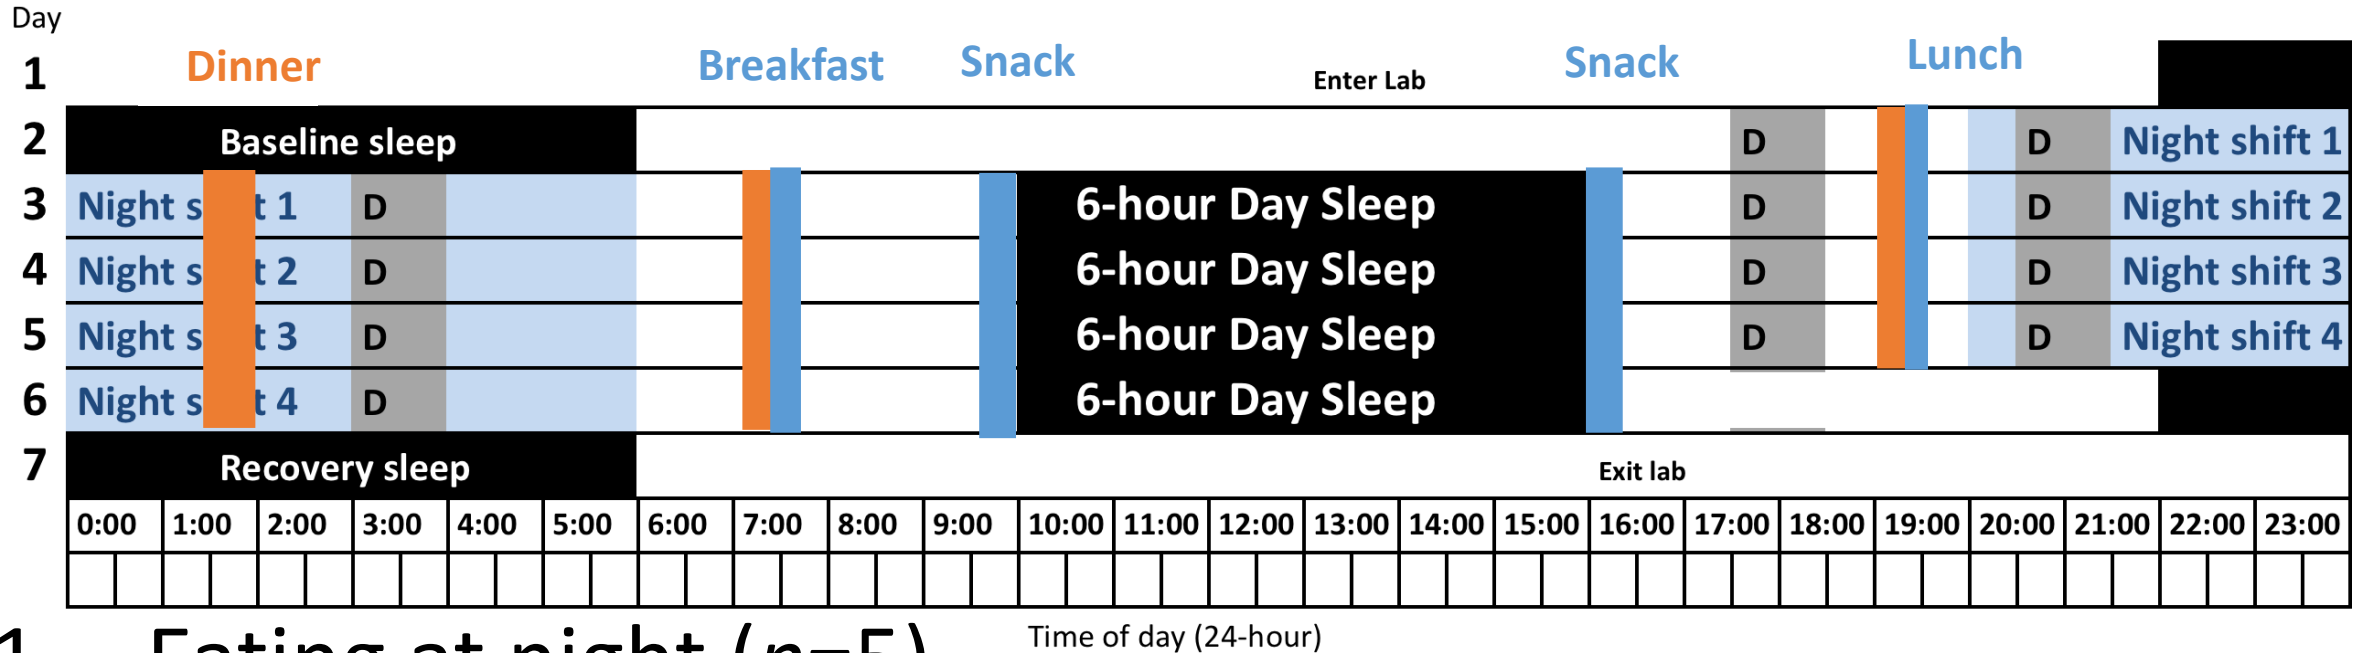 Day
1 Dinner Breakfast Snack Enter Lab Snack Lunch
2 Baseline sleep D D Night shift 1
3 Night s t 1 D 6-hour Day Sleep D D Night shift 2
4 Night s t 2 D 6-hour Day Sleep D D Night shift 3
5 Night s t 3 D 6-hour Day Sleep D D Night shift 4
6 Night s t 4 D 6-hour Day Sleep
7 Recovery sleep Exit lab
0:00 1:00 2:00 3:00 4:00 5:00 6:00 7:00 8:00 9:00 10:00 11:00 12:00 13:00 14:00 15:00 16:00 17:00 18:00 19:00 20:00 21:00 22:00 23:00
Time of day (24-hour)
1 Eating at night (n=5)